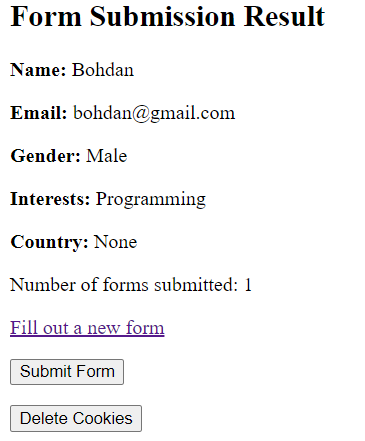 Form Submission Result
Name: Bohdan
Email: bohdan@gmail.com
Gender: Male
Interests: Programming
Country: None
Number of forms submitted: 1
Fill out a new form
Submit Form
Delete Cookies